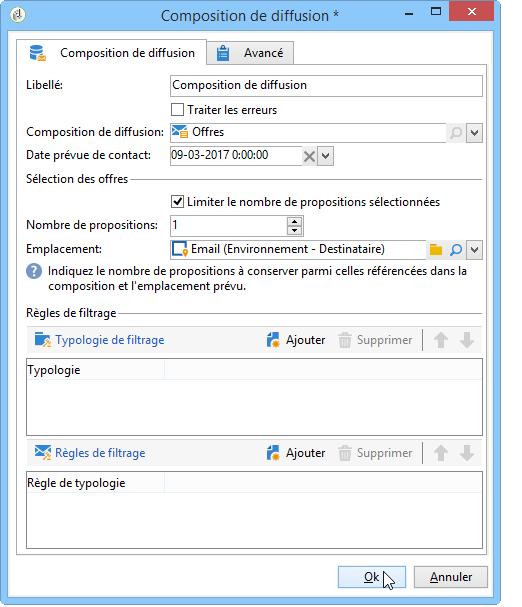 Composition de diffusion *
Composition de diffusion Avancé
Libellé: Composition de diffusion
Traiter les erreurs
Composition de diffusion: Offres
Date prévue de contact: 09-03-2017 0:00:00
Sélection des offres
Limiter le nombre de propositions sélectionnées
Nombre de propositions: 1
Emplacement: Email (Environnement - Destinataire)
Indiquez le nombre de propositions à conserver parmi celles référencées dans la
composition et l'emplacement prévu.
Règles de filtrage
Typologie de filtrage Ajouter Supprimer
Typologie
Règles de filtrage Ajouter Supprimer
Règle de typologie
Ok Annuler